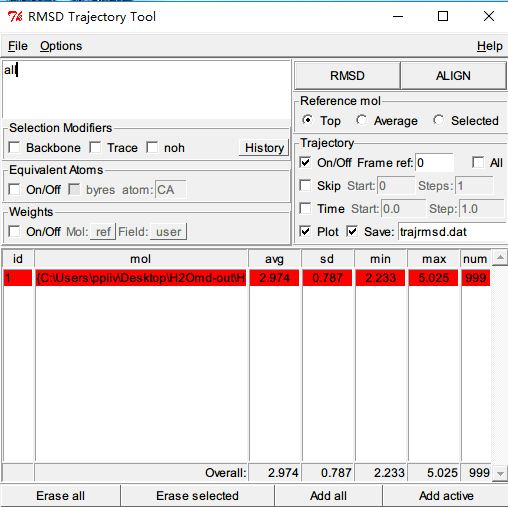 RMSD Trajectory Tool
File Options Help
all
RMSD ALIGN
Reference mol
Top Average Selected
Selection Modifiers
Backbone Trace noh History
Trajectory
On/Off Frame ref: 0 All
Equivalent Atoms
On/Off byres atom: CA
Skip Start: 0 Steps: 1
Time Start: 0.0 Step: 1.0
Weights
On/Off Mol: ref Field: user
Plot Save: trajrmsd.dat
id mol avg sd min max num
1 {C:\Users\ppliv\Desktop\H2Omd-out\H 2.974 0.787 2.233 5.025 999
Overall: 2.974 0.787 2.233 5.025 999
Erase all Erase selected Add all Add active